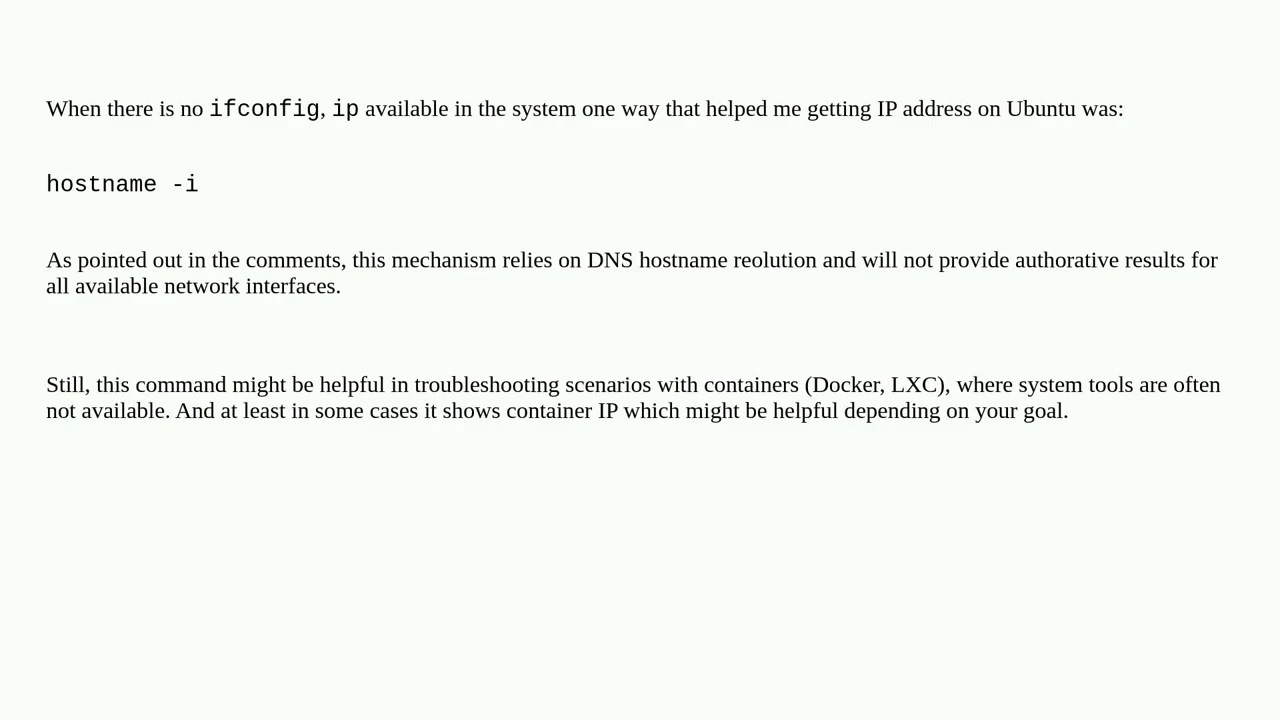 When there is no ifconfig, ip available in the system one way that helped me getting IP address on Ubuntu was:
hostname -i
As pointed out in the comments, this mechanism relies on DNS hostname reolution and will not provide authorative results for
all available network interfaces.
Still, this command might be helpful in troubleshooting scenarios with containers (Docker, LXC), where system tools are often
not available. And at least in some cases it shows container IP which might be helpful depending on your goal.